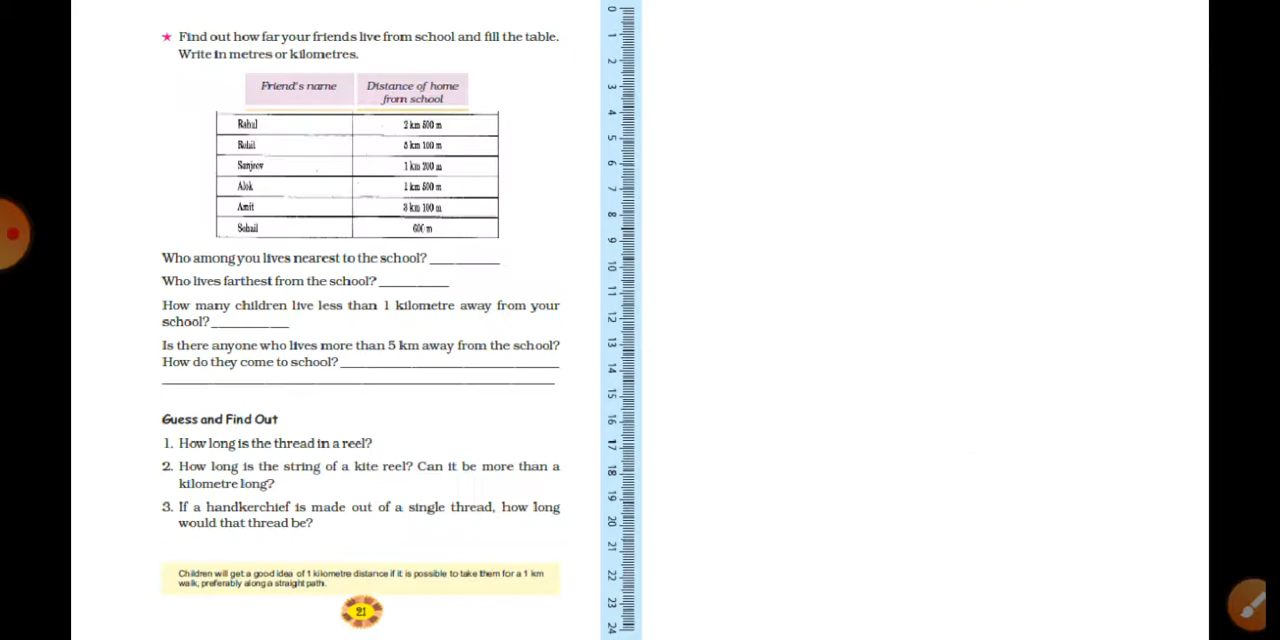 ★ Find out how far your friends live from school and fill the table.
Write in metres or kilometres.
Friend's name Distance of home
from school
Rahul 2 km 500 m
Rohit 5 km 100 m
Sanjeev 1 km 200 m
Alok 1 km 500 m
Amit 3 km 100 m
Sohail 600 m
Who among you lives nearest to the school? __________
Who lives farthest from the school? __________
How many children live less than 1 kilometre away from your
school? __________
Is there anyone who lives more than 5 km away from the school?
How do they come to school? __________
Guess and Find Out
1. How long is the thread in a reel?
2. How long is the string of a kite reel? Can it be more than a
kilometre long?
3. If a handkerchief is made out of a single thread, how long
would that thread be?
Children will get a good idea of 1 kilometre distance if it is possible to take them for a 1 km
walk, preferably along a straight path.
21
0
1
2
3
4
5
6
7
8
9
10
11
12
13
14
15
16
17
18
19
20
21
22
23
24